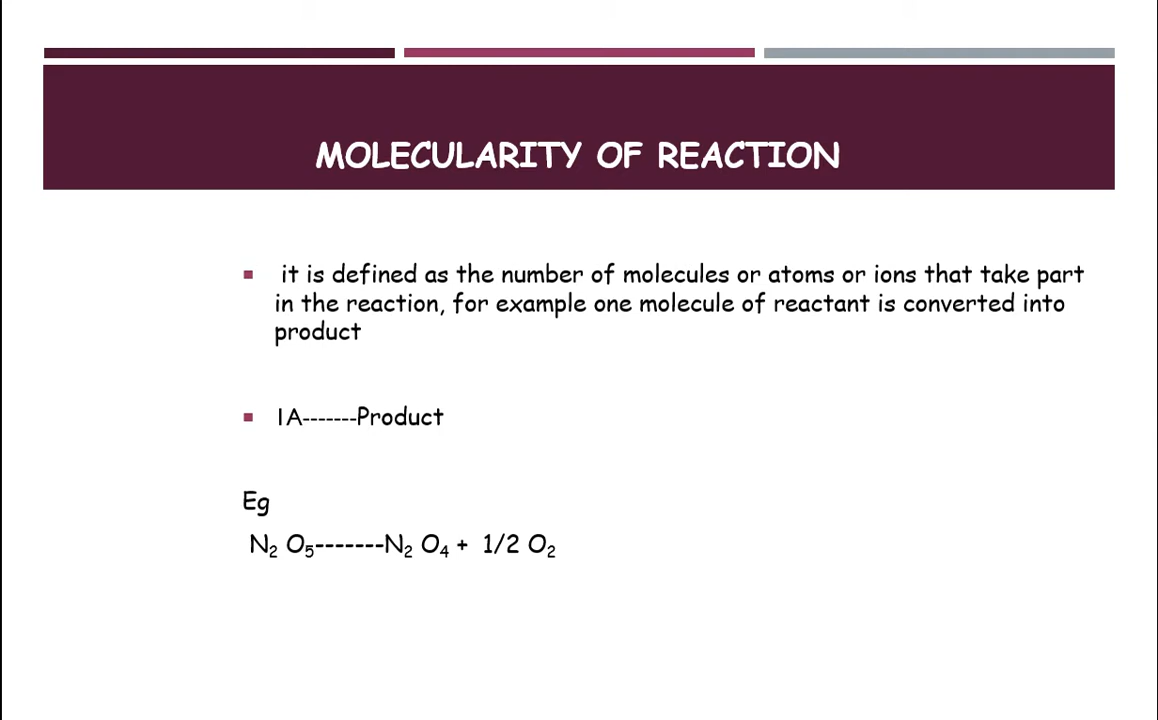 MOLECULARITY OF REACTION
▪ it is defined as the number of molecules or atoms or ions that take part
in the reaction, for example one molecule of reactant is converted into
product
▪ 1A-------Product
Eg
N₂ O₅-------N₂ O₄ + 1/2 O₂